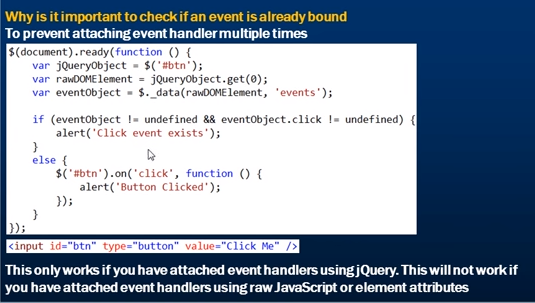 Why is it important to check if an event is already bound
To prevent attaching event handler multiple times
$(document).ready(function () {
    var jQueryObject = $('#btn');
    var rawDOMElement = jQueryObject.get(0);
    var eventObject = $._data(rawDOMElement, 'events');

    if (eventObject != undefined && eventObject.click != undefined) {
        alert('Click event exists');
    }
    else {
        $('#btn').on('click', function () {
            alert('Button Clicked');
        });
    }
});
<input id="btn" type="button" value="Click Me" />
This only works if you have attached event handlers using jQuery. This will not work if
you have attached event handlers using raw JavaScript or element attributes